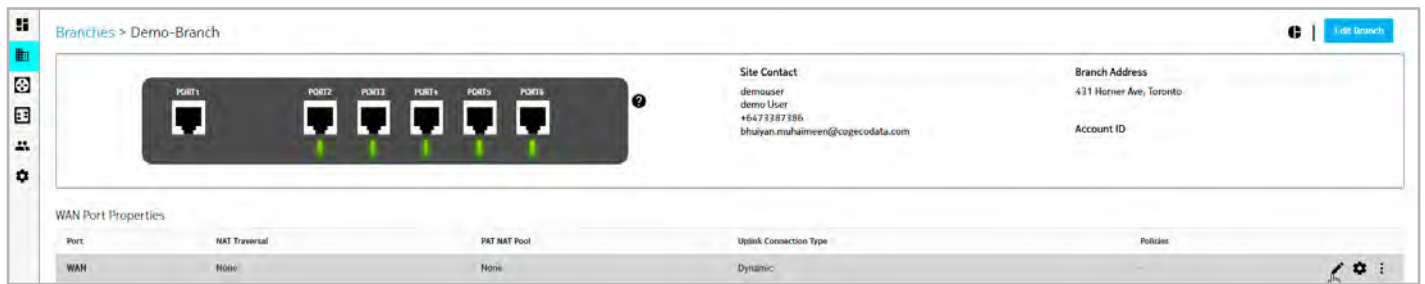 Branches > Demo-Branch
Edit Branch
PORT1 PORT2 PORT3 PORT4 PORT5 PORT6
?
Site Contact
demouser
demo User
+6473387386
bhuiyan.muhaimeen@cogecodata.com
Branch Address
431 Horner Ave, Toronto
Account ID
WAN Port Properties
Port NAT Traversal PAT NAT Pool Uplink Connection Type Policies
WAN None None Dynamic -